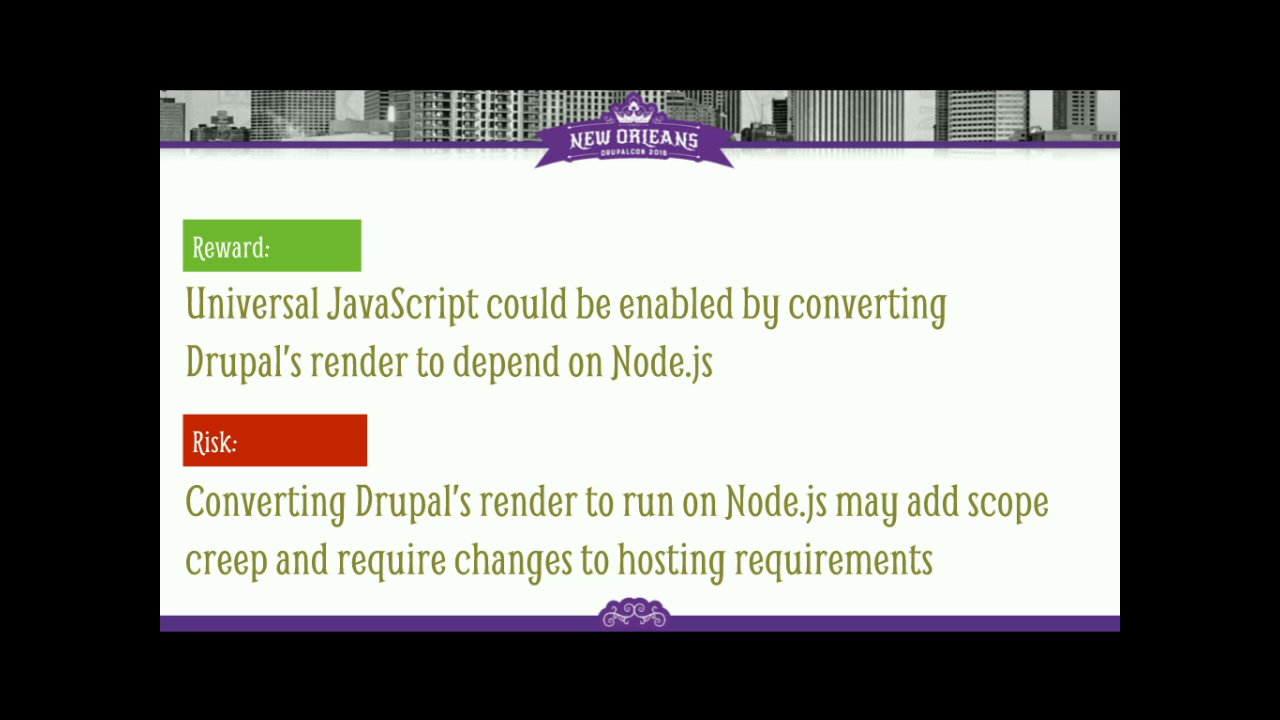 NEW ORLEANS
DRUPALCON 2016
Reward:
Universal JavaScript could be enabled by converting
Drupal's render to depend on Node.js
Risk:
Converting Drupal's render to run on Node.js may add scope
creep and require changes to hosting requirements